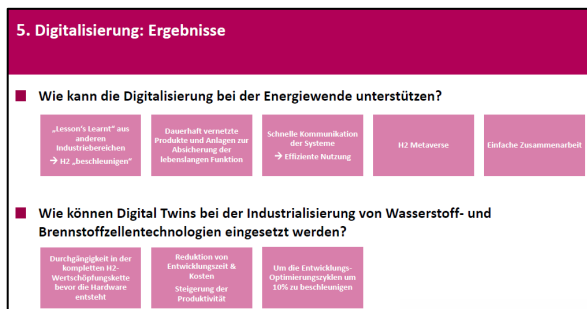 5. Digitalisierung: Ergebnisse
Wie kann die Digitalisierung bei der Energiewende unterstützen?
„Lesson's Learnt" aus
anderen
Industriebereichen
→ H2 „beschleunigen"
Dauerhaft vernetzte
Produkte und Anlagen zur
Absicherung der
lebenslangen Funktion
Schnelle Kommunikation
der Systeme
→ Effiziente Nutzung
H2 Metaverse
Einfache Zusammenarbeit
Wie können Digital Twins bei der Industrialisierung von Wasserstoff- und
Brennstoffzellentechnologien eingesetzt werden?
Durchgängigkeit in der
kompletten H2-
Wertschöpfungskette
bevor die Hardware
entsteht
Reduktion von
Entwicklungszeit &
Kosten
Steigerung der
Produktivität
Um die Entwicklungs-
Optimierungszyklen um
10% zu beschleunigen